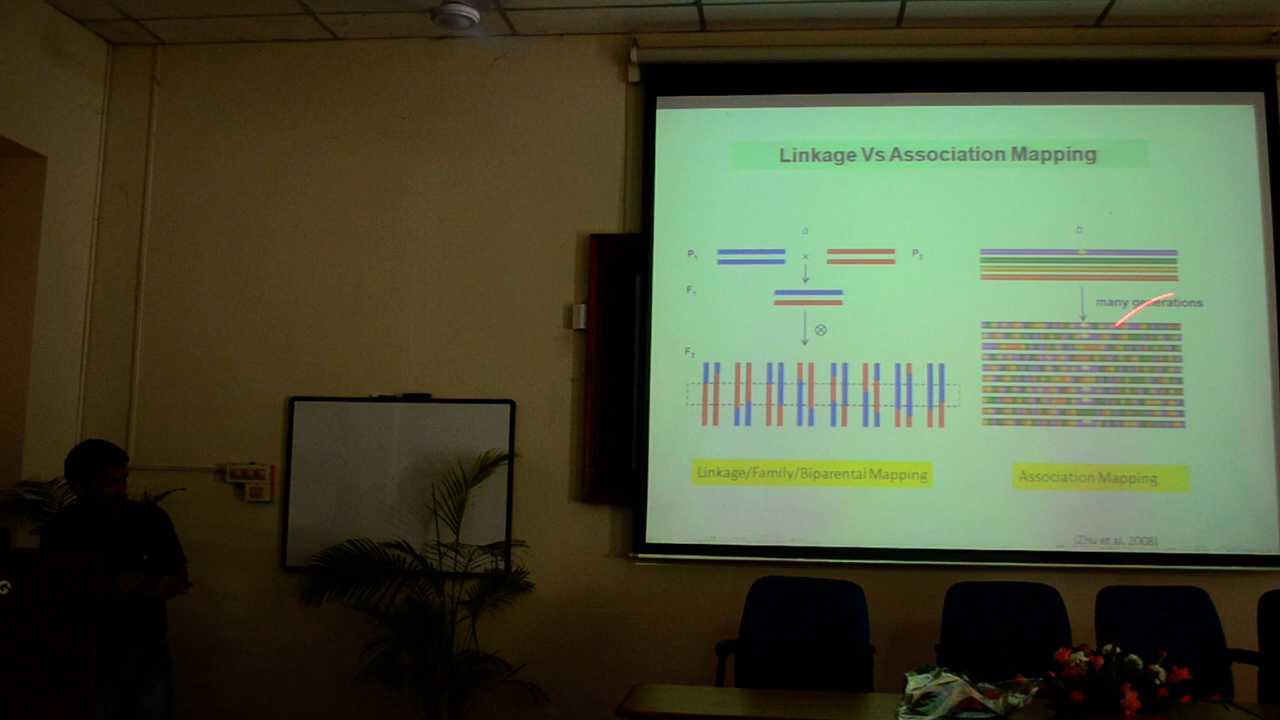 Linkage Vs Association Mapping
a
b
P₁
×
P₂
F₁
many generations
F₂
Linkage/Family/Biparental Mapping
Association Mapping
(Zhu et al. 2008)
G